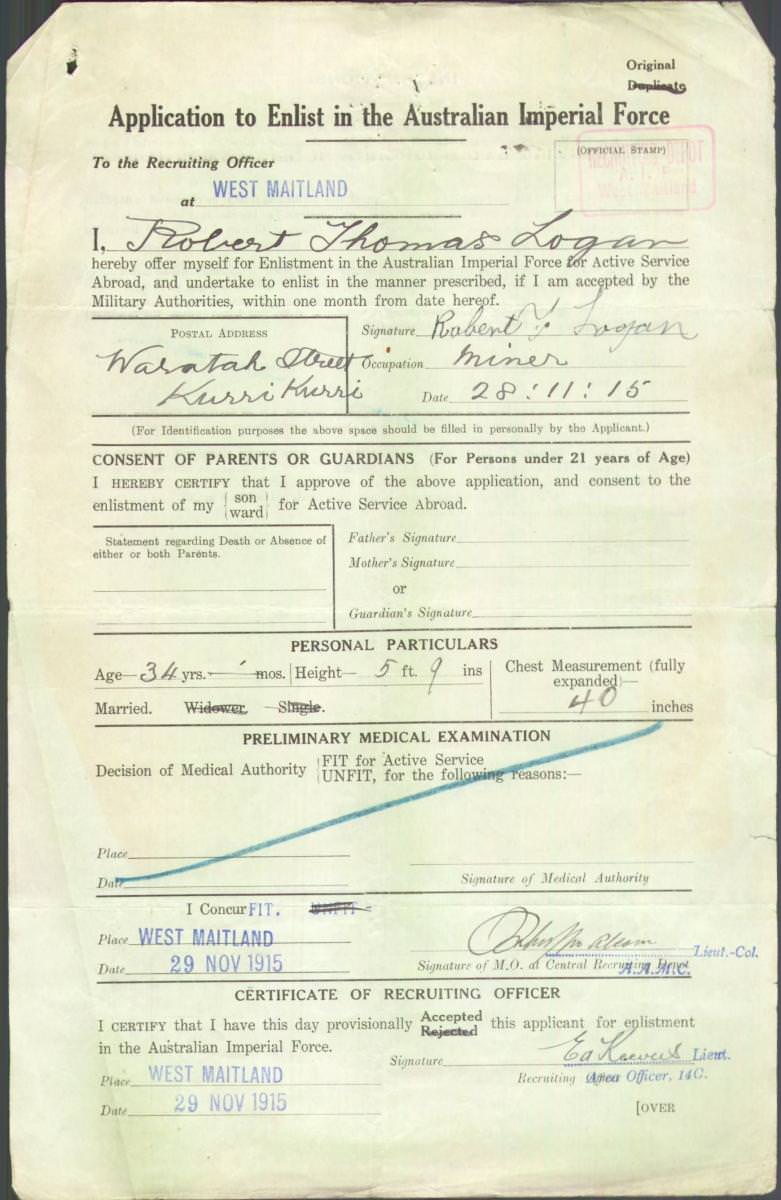 Original
Duplicate
Application to Enlist in the Australian Imperial Force
To the Recruiting Officer
(OFFICIAL STAMP)
A. I. F.
West Maitland
at WEST MAITLAND
I, Robert Thomas Logan
hereby offer myself for Enlistment in the Australian Imperial Force for Active Service
Abroad, and undertake to enlist in the manner prescribed, if I am accepted by the
Military Authorities, within one month from date hereof.
POSTAL ADDRESS
Waratah Street
Kurri Kurri
Signature Robert T. Logan
Occupation Miner
Date 28:11:15
(For Identification purposes the above space should be filled in personally by the Applicant.)
CONSENT OF PARENTS OR GUARDIANS (For Persons under 21 years of Age)
I HEREBY CERTIFY that I approve of the above application, and consent to the
enlistment of my { son ward } for Active Service Abroad.
Statement regarding Death or Absence of
either or both Parents.
Father's Signature
Mother's Signature
or
Guardian's Signature
PERSONAL PARTICULARS
Age—34 yrs. - mos. Height— 5 ft. 9 ins
Chest Measurement (fully
expanded)—
40 inches
Married. Widower. Single.
PRELIMINARY MEDICAL EXAMINATION
Decision of Medical Authority { FIT for Active Service
UNFIT, for the following reasons:—
Place
Date
Signature of Medical Authority
I Concur FIT. UNFIT
Place WEST MAITLAND
Date 29 NOV 1915
Lieut.-Col.
Signature of M.O. at Central Recruiting Depot
A.A.M.C.
CERTIFICATE OF RECRUITING OFFICER
I CERTIFY that I have this day provisionally Accepted Rejected this applicant for enlistment
in the Australian Imperial Force.
Signature Lieut.
Place WEST MAITLAND
Recruiting Area Officer, 14C.
Date 29 NOV 1915
[OVER